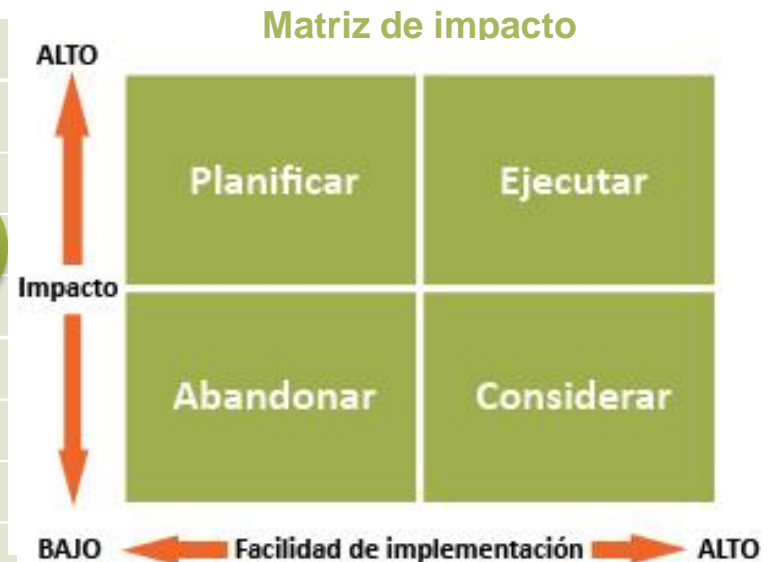 Matriz de impacto
ALTO
Planificar Ejecutar
Impacto
Abandonar Considerar
BAJO Facilidad de implementación ALTO